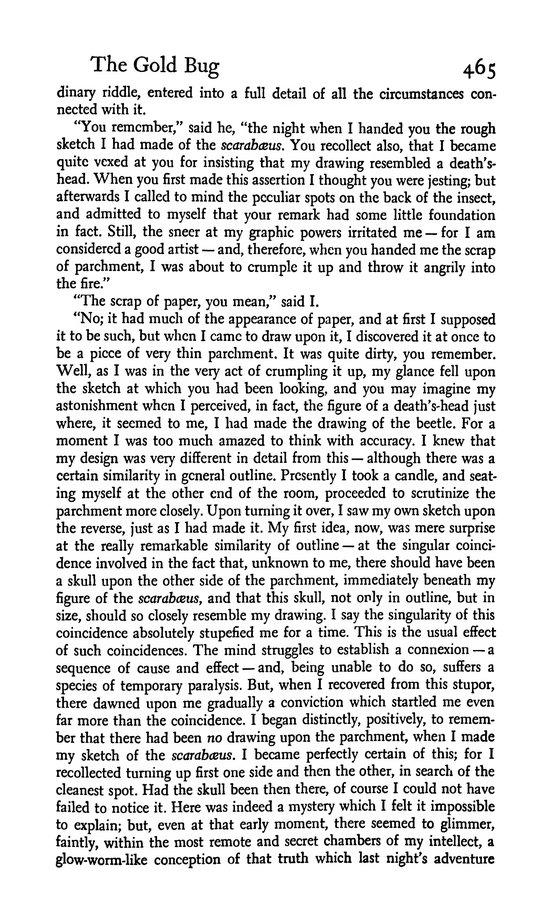 The Gold Bug 465
dinary riddle, entered into a full detail of all the circumstances con-
nected with it.
"You remember," said he, "the night when I handed you the rough
sketch I had made of the scarabæus. You recollect also, that I became
quite vexed at you for insisting that my drawing resembled a death's-
head. When you first made this assertion I thought you were jesting; but
afterwards I called to mind the peculiar spots on the back of the insect,
and admitted to myself that your remark had some little foundation
in fact. Still, the sneer at my graphic powers irritated me — for I am
considered a good artist — and, therefore, when you handed me the scrap
of parchment, I was about to crumple it up and throw it angrily into
the fire."
"The scrap of paper, you mean," said I.
"No; it had much of the appearance of paper, and at first I supposed
it to be such, but when I came to draw upon it, I discovered it at once to
be a piece of very thin parchment. It was quite dirty, you remember.
Well, as I was in the very act of crumpling it up, my glance fell upon
the sketch at which you had been looking, and you may imagine my
astonishment when I perceived, in fact, the figure of a death's-head just
where, it seemed to me, I had made the drawing of the beetle. For a
moment I was too much amazed to think with accuracy. I knew that
my design was very different in detail from this — although there was a
certain similarity in general outline. Presently I took a candle, and seat-
ing myself at the other end of the room, proceeded to scrutinize the
parchment more closely. Upon turning it over, I saw my own sketch upon
the reverse, just as I had made it. My first idea, now, was mere surprise
at the really remarkable similarity of outline — at the singular coinci-
dence involved in the fact that, unknown to me, there should have been
a skull upon the other side of the parchment, immediately beneath my
figure of the scarabæus, and that this skull, not only in outline, but in
size, should so closely resemble my drawing. I say the singularity of this
coincidence absolutely stupefied me for a time. This is the usual effect
of such coincidences. The mind struggles to establish a connexion — a
sequence of cause and effect — and, being unable to do so, suffers a
species of temporary paralysis. But, when I recovered from this stupor,
there dawned upon me gradually a conviction which startled me even
far more than the coincidence. I began distinctly, positively, to remem-
ber that there had been no drawing upon the parchment, when I made
my sketch of the scarabæus. I became perfectly certain of this; for I
recollected turning up first one side and then the other, in search of the
cleanest spot. Had the skull been then there, of course I could not have
failed to notice it. Here was indeed a mystery which I felt it impossible
to explain; but, even at that early moment, there seemed to glimmer,
faintly, within the most remote and secret chambers of my intellect, a
glow-worm-like conception of that truth which last night's adventure